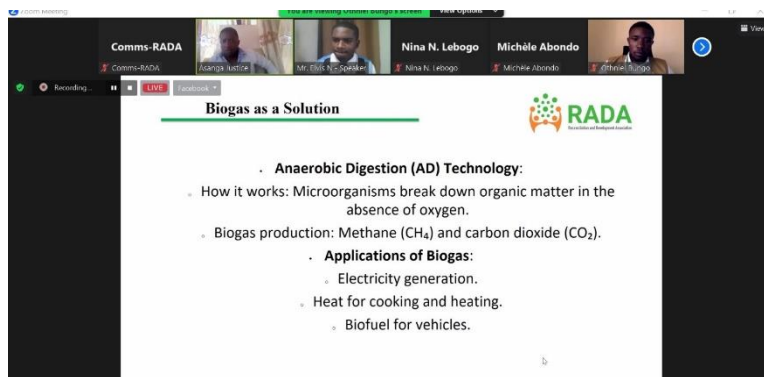 Zoom Meeting
You are viewing Othniel Bungo's screen View Options
View
Comms-RADA
Nina N. Lebogo
Michèle Abondo
Comms-RADA
Asanga Justice
Mr. Elvis N - Speaker
Nina N. Lebogo
Michèle Abondo
Othniel Bungo
Recording...
LIVE
Facebook
Biogas as a Solution
RADA
Anaerobic Digestion (AD) Technology:
How it works: Microorganisms break down organic matter in the
absence of oxygen.
Biogas production: Methane (CH₄) and carbon dioxide (CO₂).
Applications of Biogas:
Electricity generation.
Heat for cooking and heating.
Biofuel for vehicles.